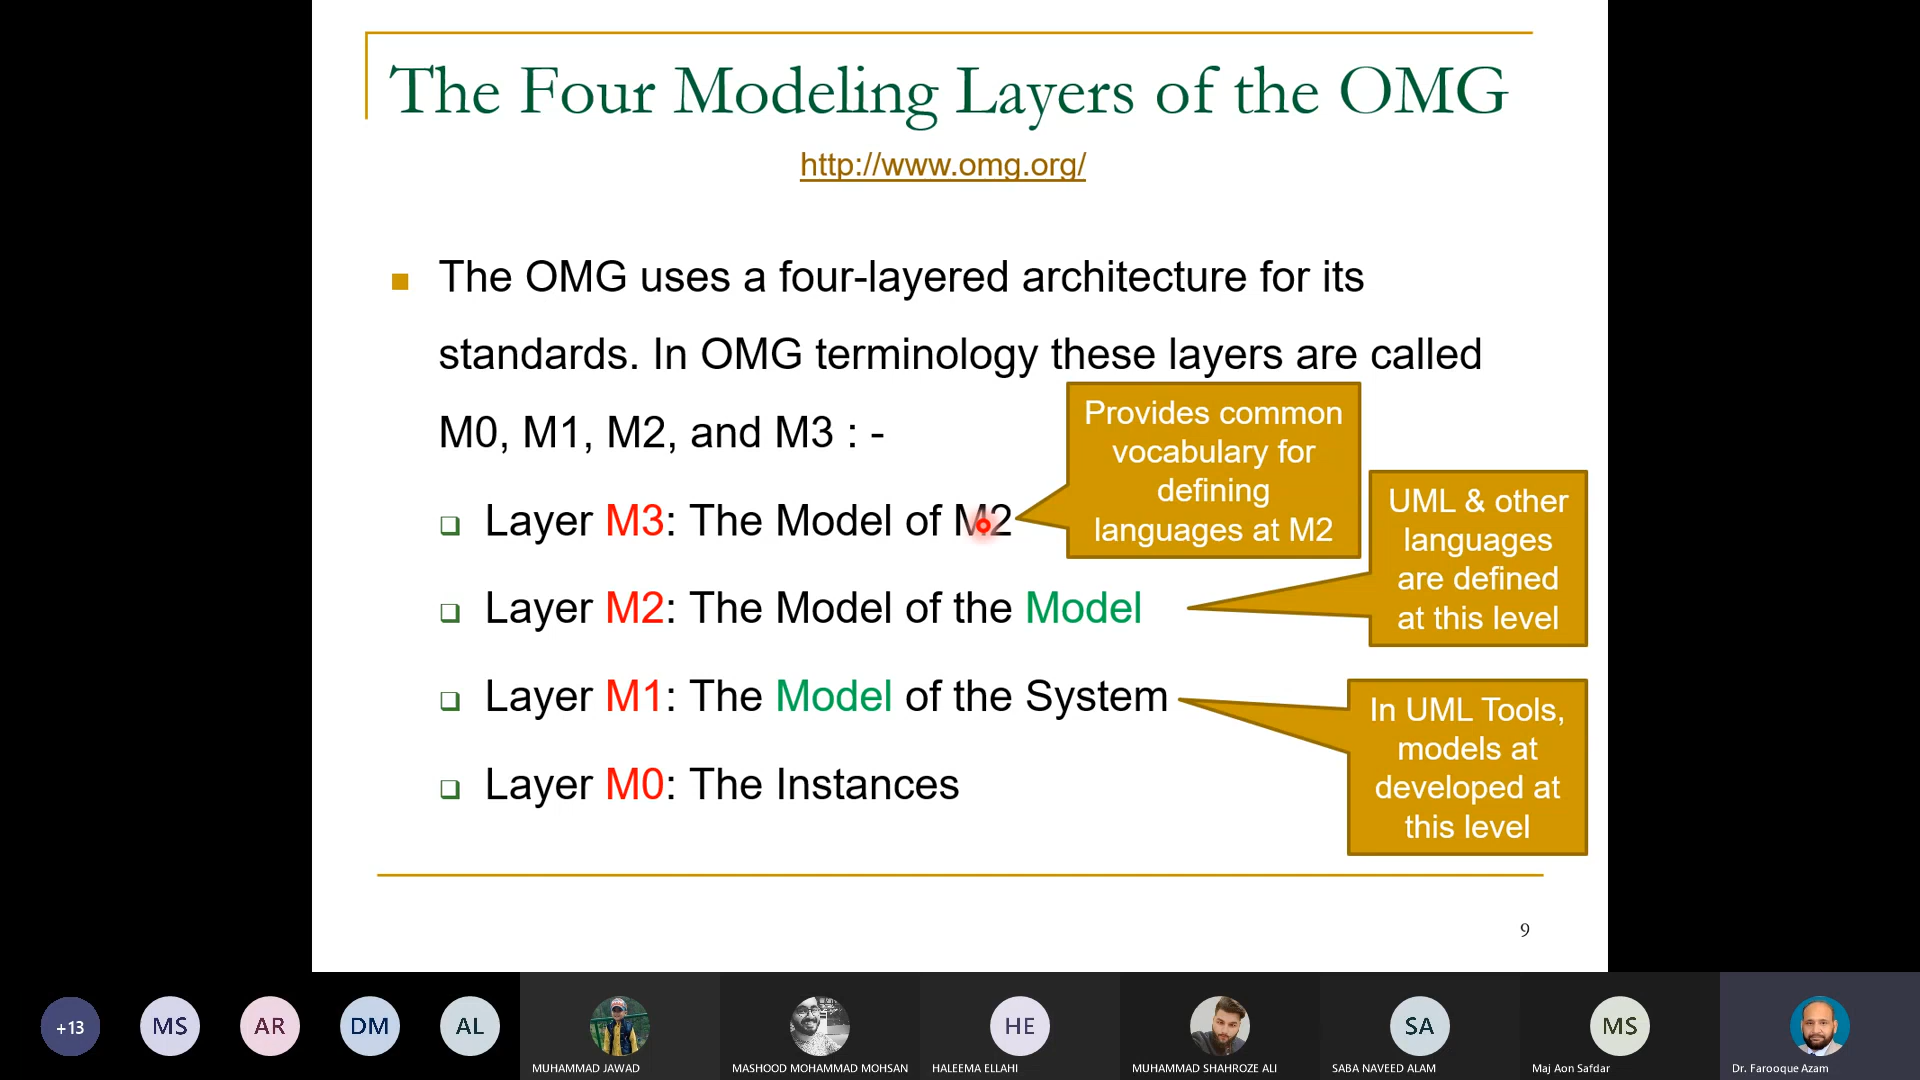 The Four Modeling Layers of the OMG
http://www.omg.org/
The OMG uses a four-layered architecture for its
standards. In OMG terminology these layers are called
M0, M1, M2, and M3 : -
Layer M3: The Model of M2
Layer M2: The Model of the Model
Layer M1: The Model of the System
Layer M0: The Instances
Provides common
vocabulary for
defining
languages at M2
UML & other
languages
are defined
at this level
In UML Tools,
models at
developed at
this level
9
+13
MS
AR
DM
AL
MUHAMMAD JAWAD
MASHOOD MOHAMMAD MOHSAN
HE
HALEEMA ELLAHI
MUHAMMAD SHAHROZE ALI
SA
SABA NAVEED ALAM
MS
Maj Aon Safdar
Dr. Farooque Azam